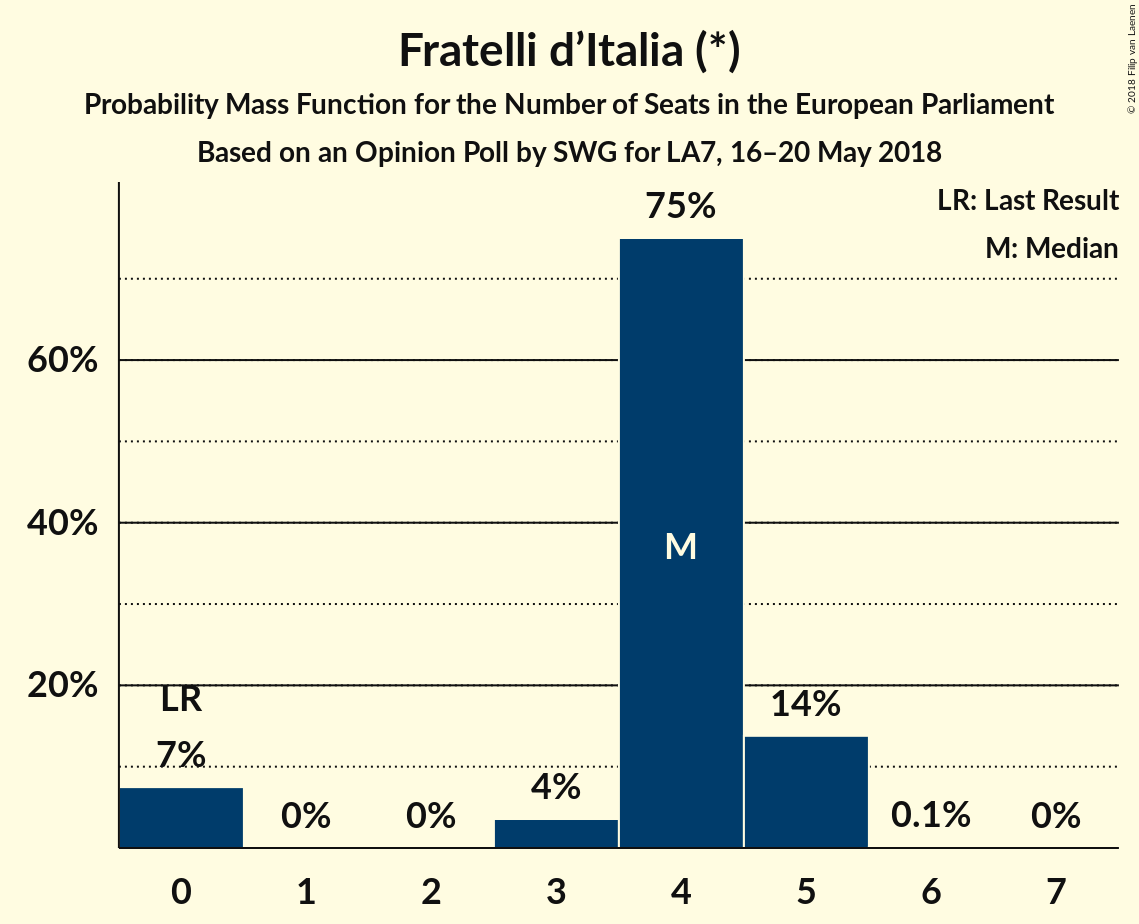 Fratelli d’Italia (*)
Probability Mass Function for the Number of Seats in the European Parliament
Based on an Opinion Poll by SWG for LA7, 16–20 May 2018
© 2018 Filip van Laenen
LR: Last Result
M: Median
75%
60%
40%
M
20%
LR
7%
0%
0%
4%
14%
0.1%
0%
0 1 2 3 4 5 6 7